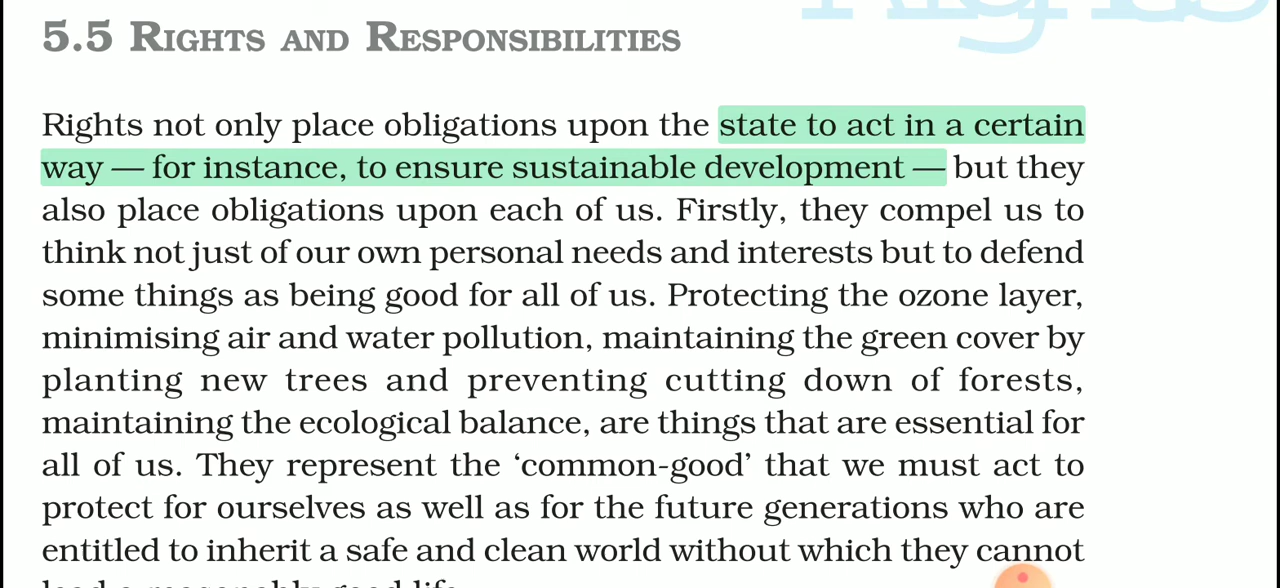 5.5 RIGHTS AND RESPONSIBILITIES
Rights not only place obligations upon the state to act in a certain
way — for instance, to ensure sustainable development — but they
also place obligations upon each of us. Firstly, they compel us to
think not just of our own personal needs and interests but to defend
some things as being good for all of us. Protecting the ozone layer,
minimising air and water pollution, maintaining the green cover by
planting new trees and preventing cutting down of forests,
maintaining the ecological balance, are things that are essential for
all of us. They represent the ‘common-good’ that we must act to
protect for ourselves as well as for the future generations who are
entitled to inherit a safe and clean world without which they cannot
lead a reasonably good life.